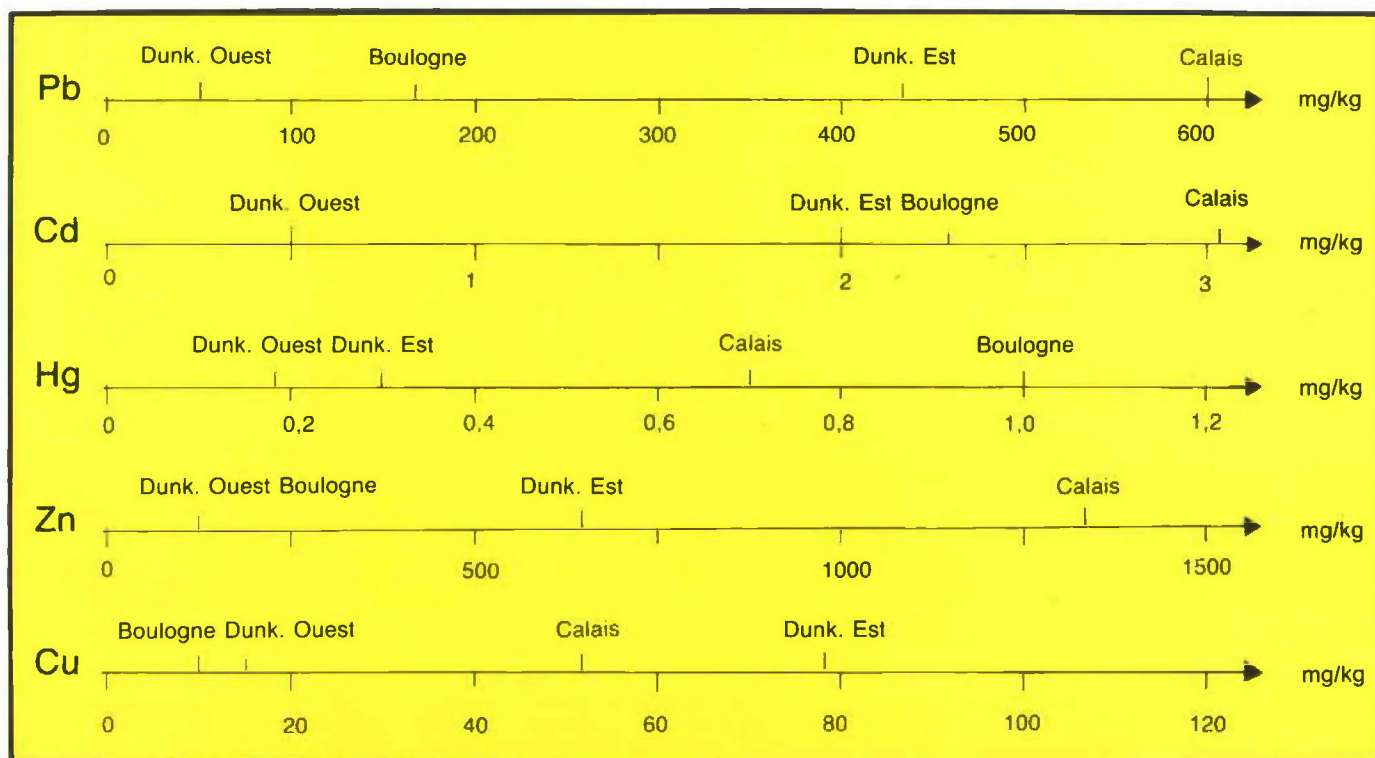 Dunk. Ouest Boulogne Dunk. Est Calais
Pb mg/kg
0 100 200 300 400 500 600
Dunk. Ouest Dunk. Est Boulogne Calais
Cd mg/kg
0 1 2 3
Dunk. Ouest Dunk. Est Calais Boulogne
Hg mg/kg
0 0,2 0,4 0,6 0,8 1,0 1,2
Dunk. Ouest Boulogne Dunk. Est Calais
Zn mg/kg
0 500 1000 1500
Boulogne Dunk. Ouest Calais Dunk. Est
Cu mg/kg
0 20 40 60 80 100 120